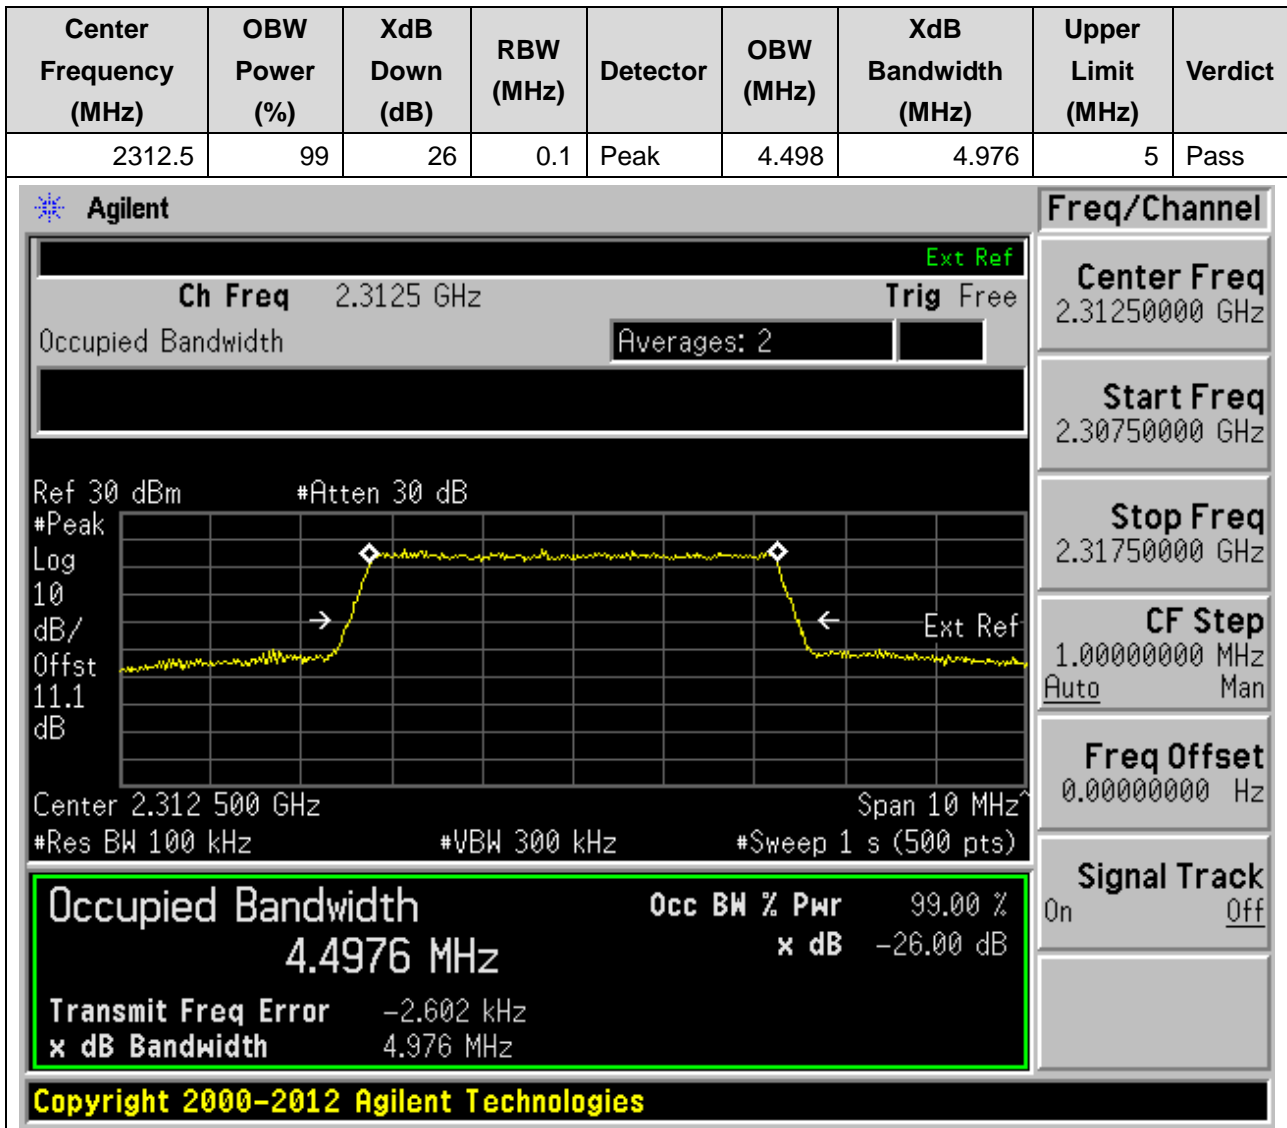 Center Frequency (MHz) OBW Power (%) XdB Down (dB) RBW (MHz) Detector OBW (MHz) XdB Bandwidth (MHz) Upper Limit (MHz) Verdict
2312.5 99 26 0.1 Peak 4.498 4.976 5 Pass
Agilent
Freq/Channel
Ext Ref
Ch Freq 2.3125 GHz Trig Free
Occupied Bandwidth Averages: 2
Center Freq
2.31250000 GHz
Start Freq
2.30750000 GHz
Stop Freq
2.31750000 GHz
CF Step
1.00000000 MHz
Auto Man
Freq Offset
0.00000000 Hz
Signal Track
On Off
Ref 30 dBm #Atten 30 dB
#Peak
Log
10
dB/
Offst
11.1
dB
Ext Ref
Center 2.312 500 GHz Span 10 MHz^
#Res BW 100 kHz #VBW 300 kHz #Sweep 1 s (500 pts)
Occupied Bandwidth Occ BW % Pwr 99.00 %
4.4976 MHz x dB -26.00 dB
Transmit Freq Error -2.602 kHz
x dB Bandwidth 4.976 MHz
Copyright 2000-2012 Agilent Technologies